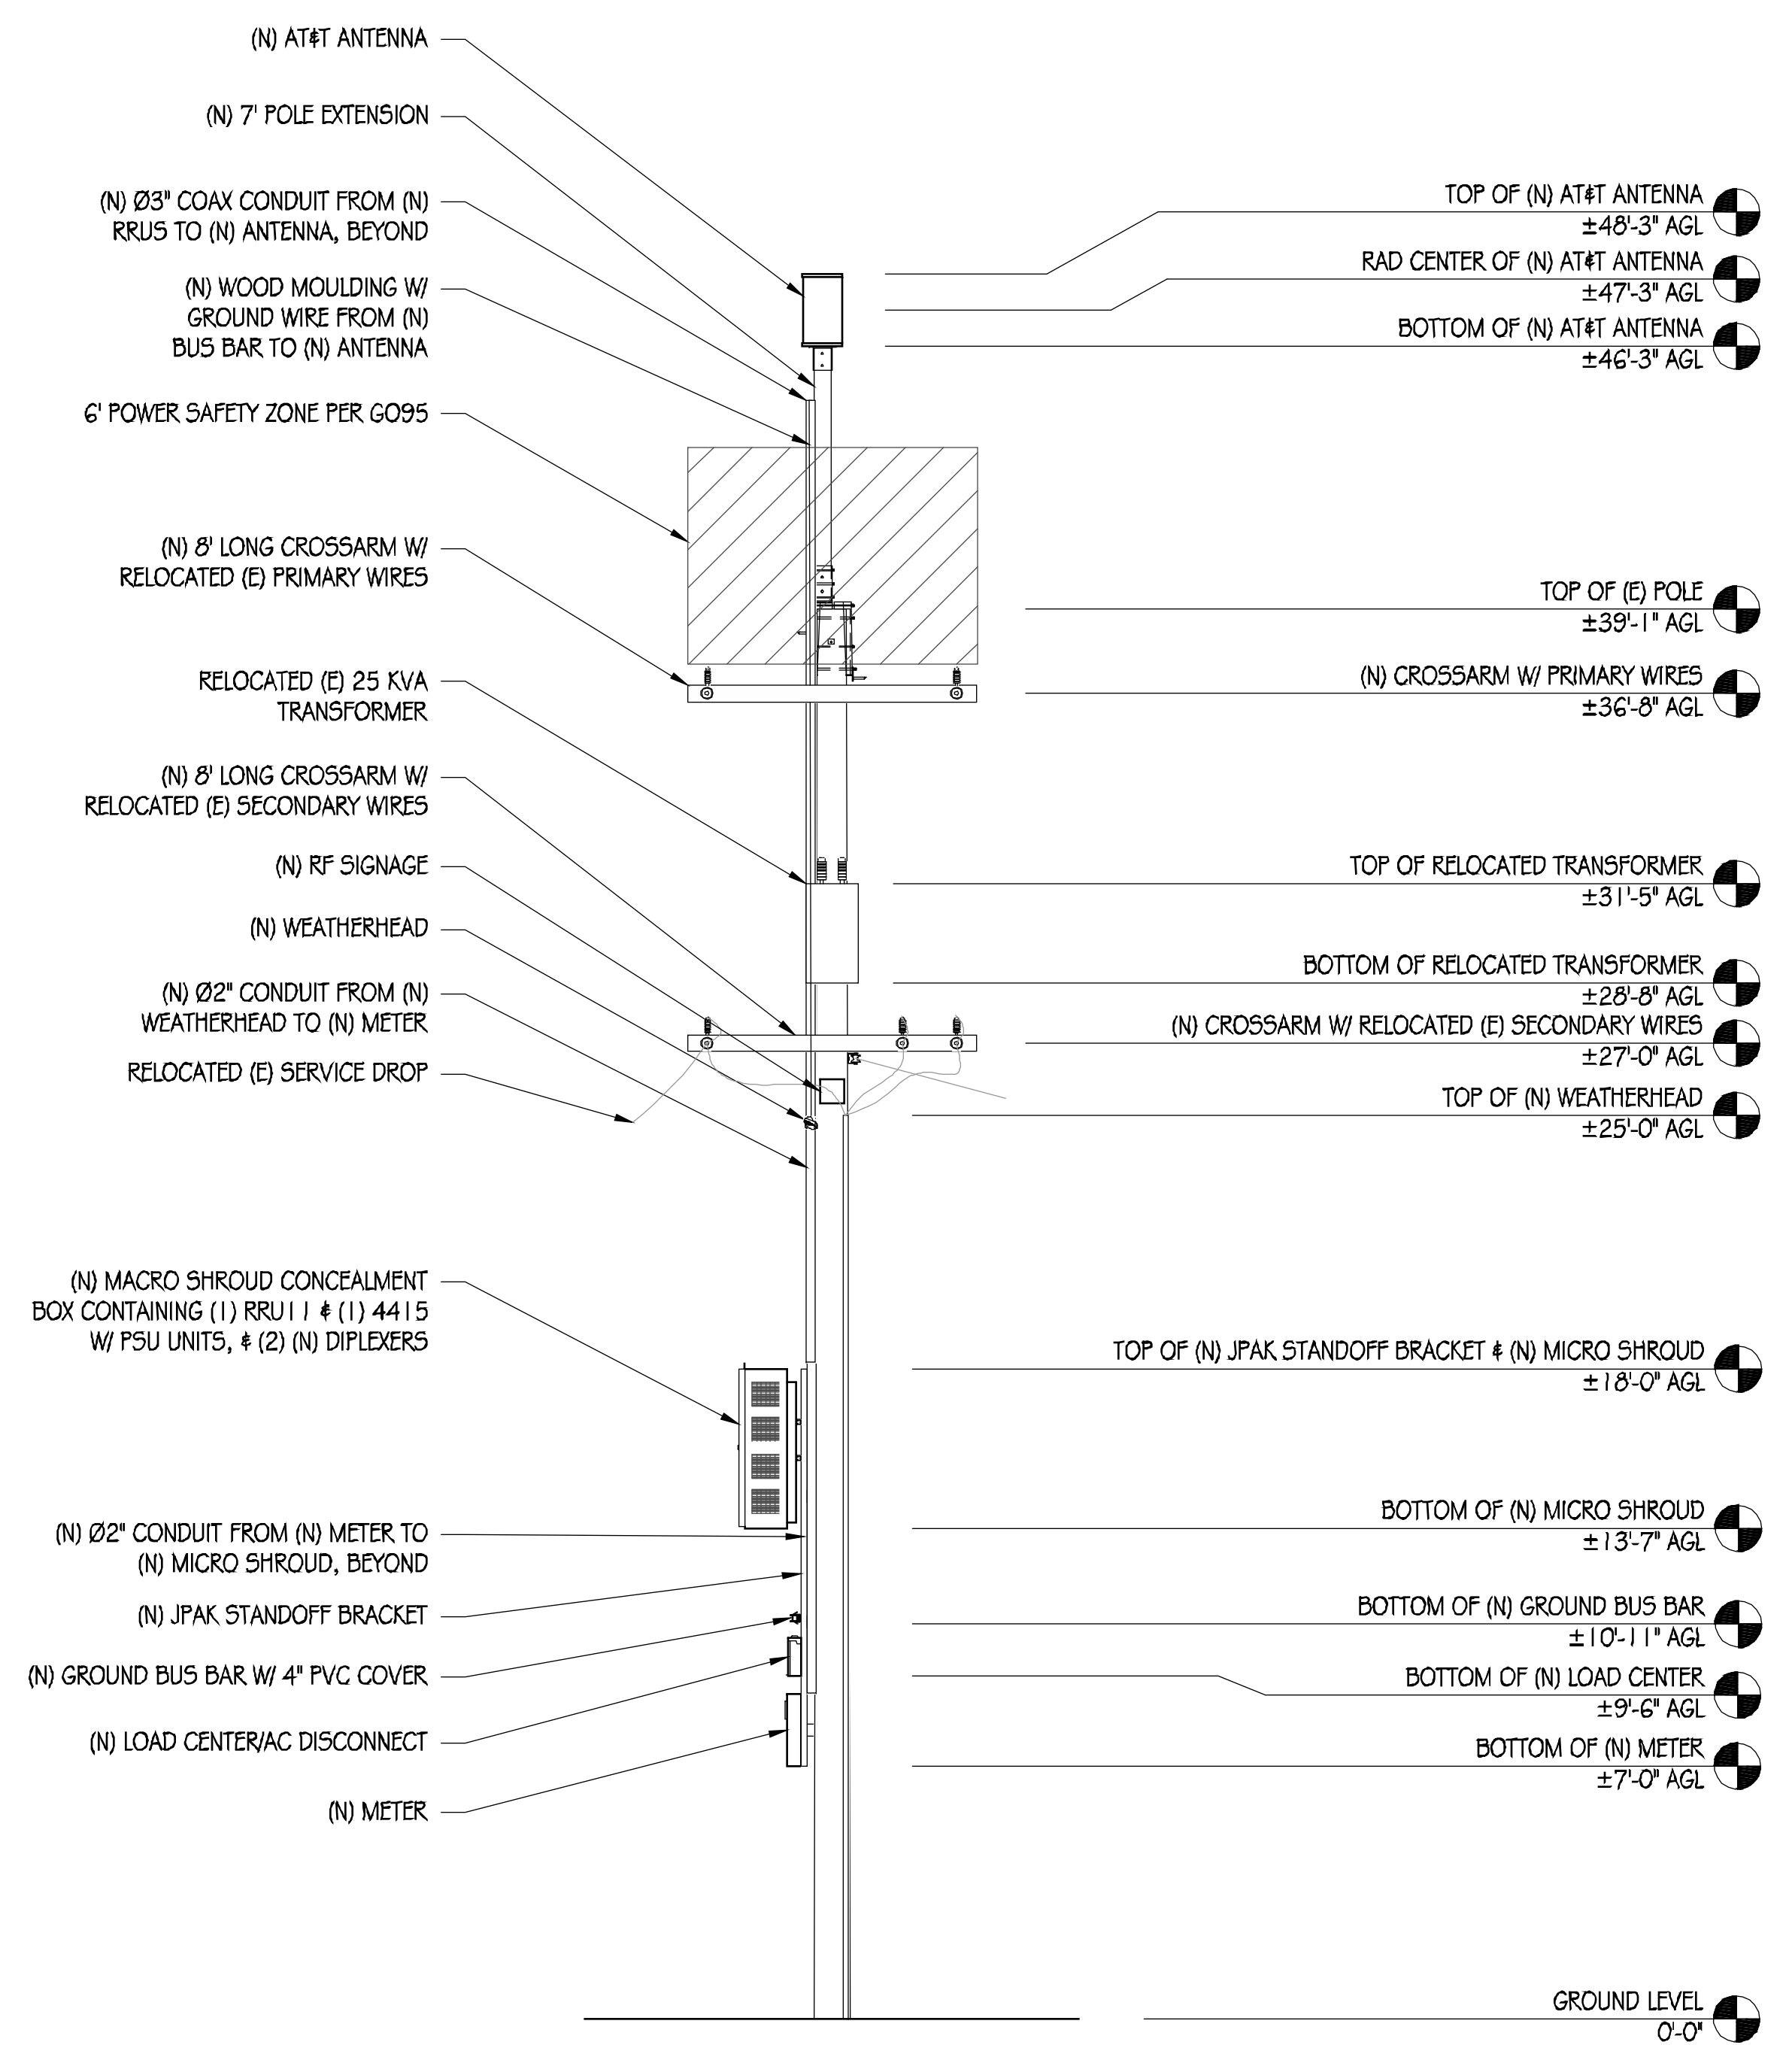 (N) AT&T ANTENNA
(N) 7' POLE EXTENSION
(N) Ø3" COAX CONDUIT FROM (N)
RRUS TO (N) ANTENNA, BEYOND
(N) WOOD MOULDING W/
GROUND WIRE FROM (N)
BUS BAR TO (N) ANTENNA
6' POWER SAFETY ZONE PER GO95
(N) 8' LONG CROSSARM W/
RELOCATED (E) PRIMARY WIRES
RELOCATED (E) 25 KVA
TRANSFORMER
(N) 8' LONG CROSSARM W/
RELOCATED (E) SECONDARY WIRES
(N) RF SIGNAGE
(N) WEATHERHEAD
(N) Ø2" CONDUIT FROM (N)
WEATHERHEAD TO (N) METER
RELOCATED (E) SERVICE DROP
(N) MACRO SHROUD CONCEALMENT
BOX CONTAINING (1) RRU11 & (1) 4415
W/ PSU UNITS, & (2) (N) DIPLEXERS
(N) Ø2" CONDUIT FROM (N) METER TO
(N) MICRO SHROUD, BEYOND
(N) JPAK STANDOFF BRACKET
(N) GROUND BUS BAR W/ 4" PVC COVER
(N) LOAD CENTER/AC DISCONNECT
(N) METER
TOP OF (N) AT&T ANTENNA
±48'-3" AGL
RAD CENTER OF (N) AT&T ANTENNA
±47'-3" AGL
BOTTOM OF (N) AT&T ANTENNA
±46'-3" AGL
TOP OF (E) POLE
±39'-1" AGL
(N) CROSSARM W/ PRIMARY WIRES
±36'-8" AGL
TOP OF RELOCATED TRANSFORMER
±31'-5" AGL
BOTTOM OF RELOCATED TRANSFORMER
±28'-8" AGL
(N) CROSSARM W/ RELOCATED (E) SECONDARY WIRES
±27'-0" AGL
TOP OF (N) WEATHERHEAD
±25'-0" AGL
TOP OF (N) JPAK STANDOFF BRACKET & (N) MICRO SHROUD
±18'-0" AGL
BOTTOM OF (N) MICRO SHROUD
±13'-7" AGL
BOTTOM OF (N) GROUND BUS BAR
±10'-11" AGL
BOTTOM OF (N) LOAD CENTER
±9'-6" AGL
BOTTOM OF (N) METER
±7'-0" AGL
GROUND LEVEL
0'-0"